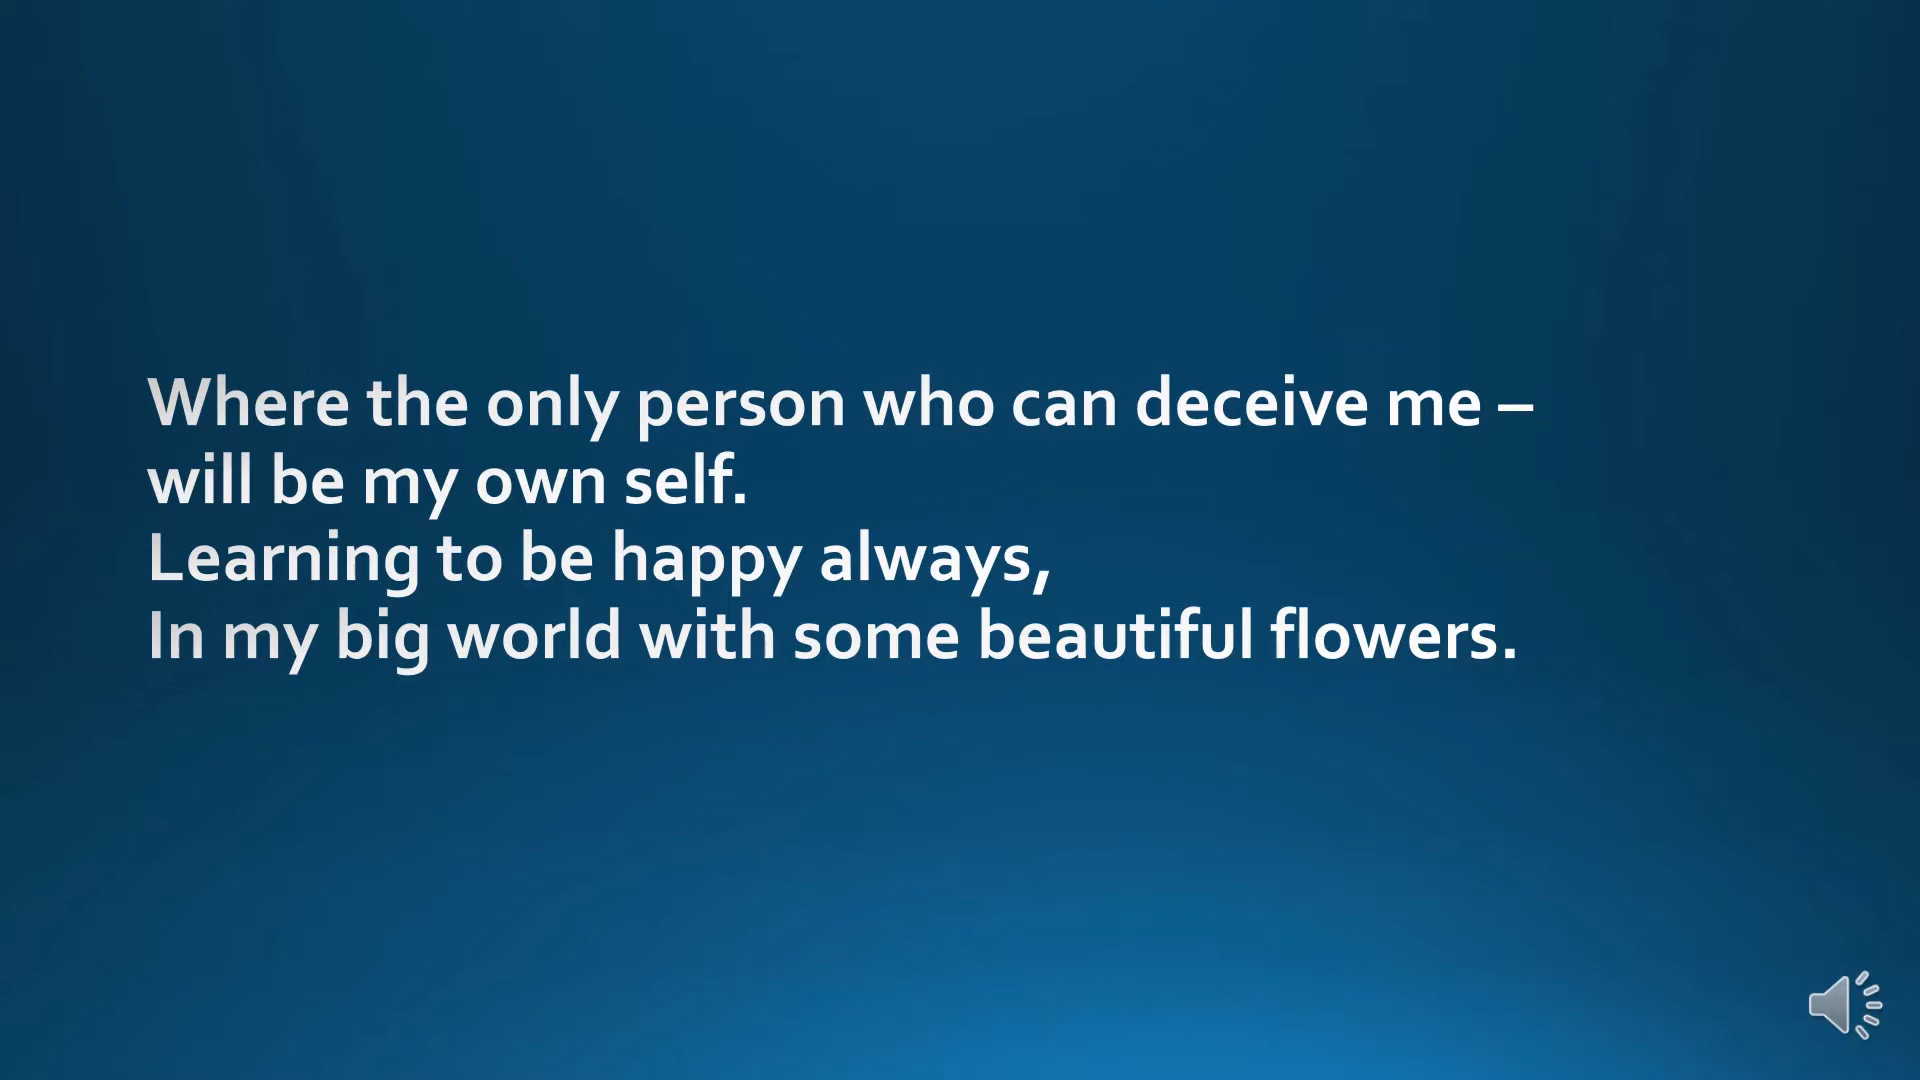 Where the only person who can deceive me –
will be my own self.
Learning to be happy always,
In my big world with some beautiful flowers.